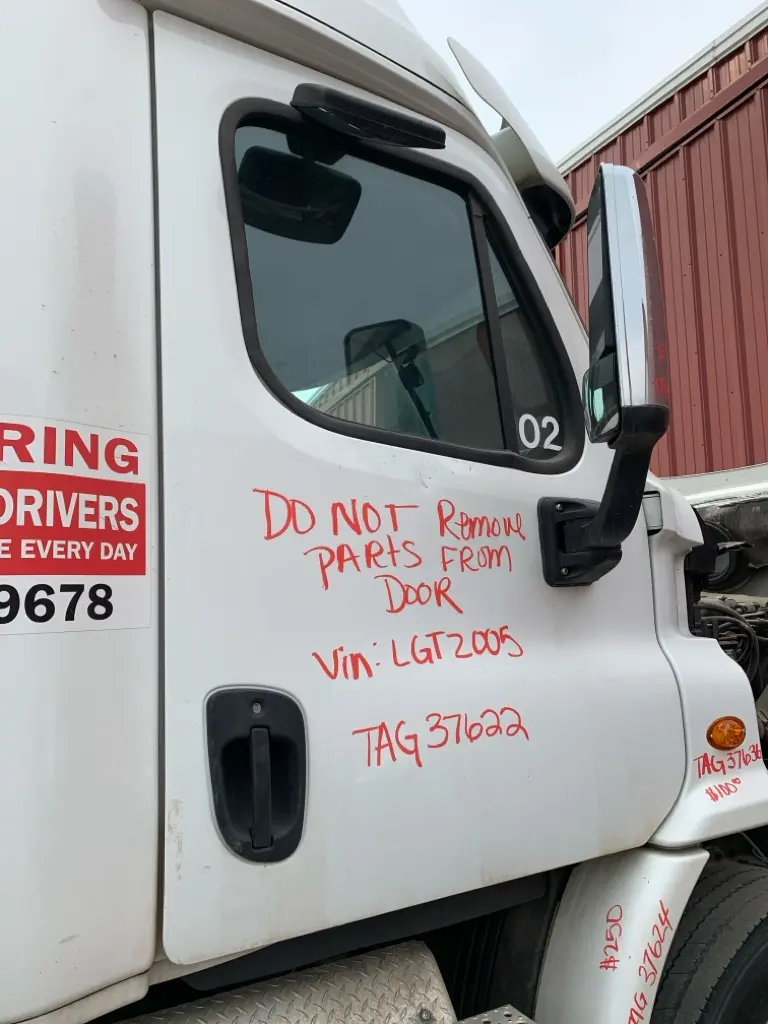 RING
DRIVERS
E EVERY DAY
9678
02
DO NOT Remove
PARTS FROM
DOOR
Vin: LGT2005
TAG 37622
TAG 37636
$100
$250
AG 37624